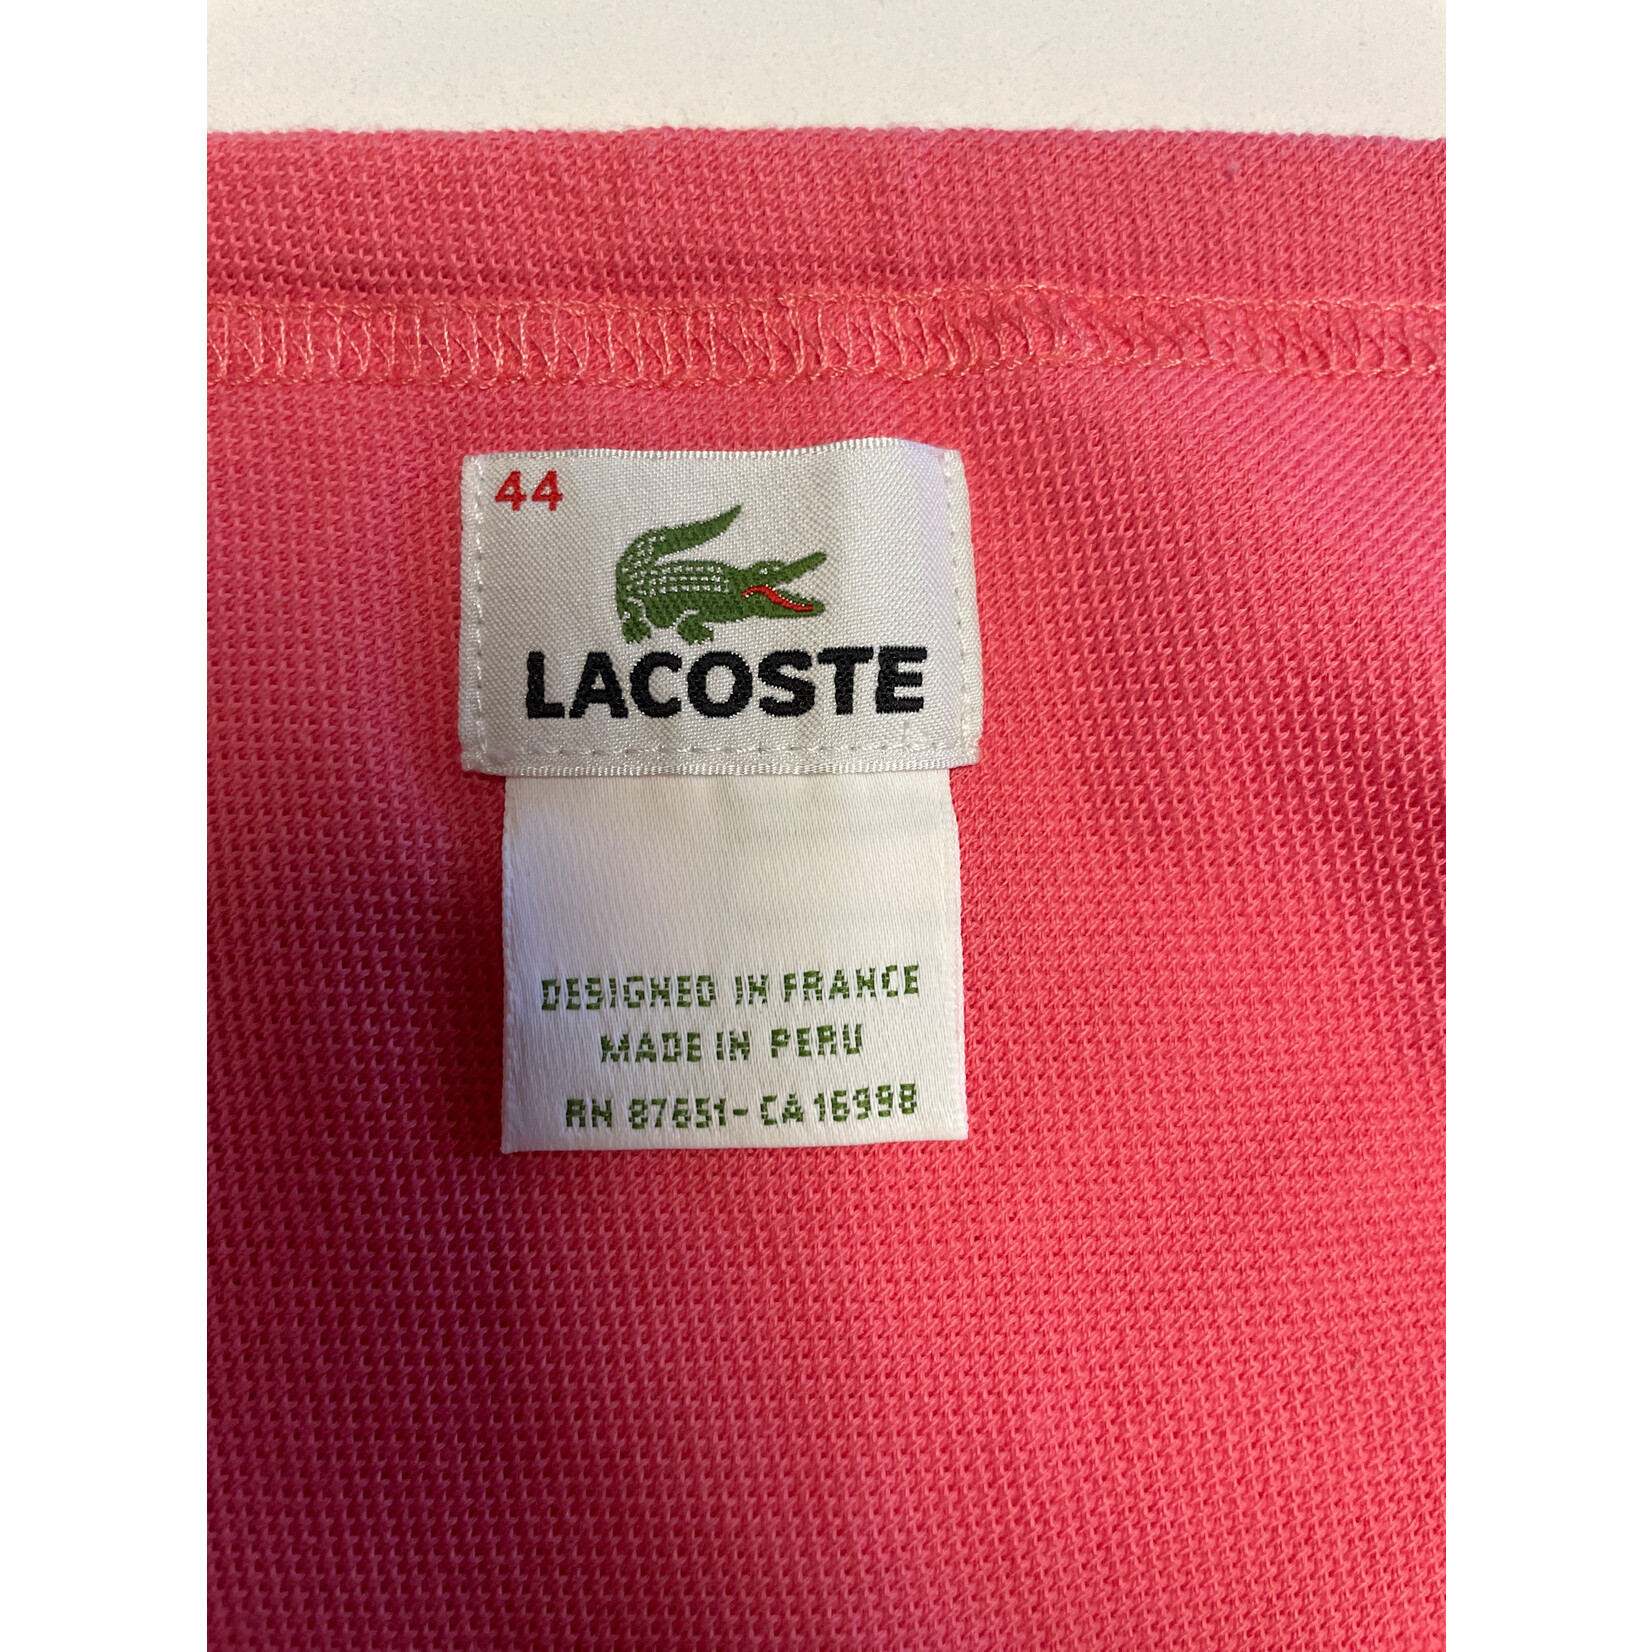 44
LACOSTE
DESIGNED IN FRANCE
MADE IN PERU
RN 87651-CA 16998